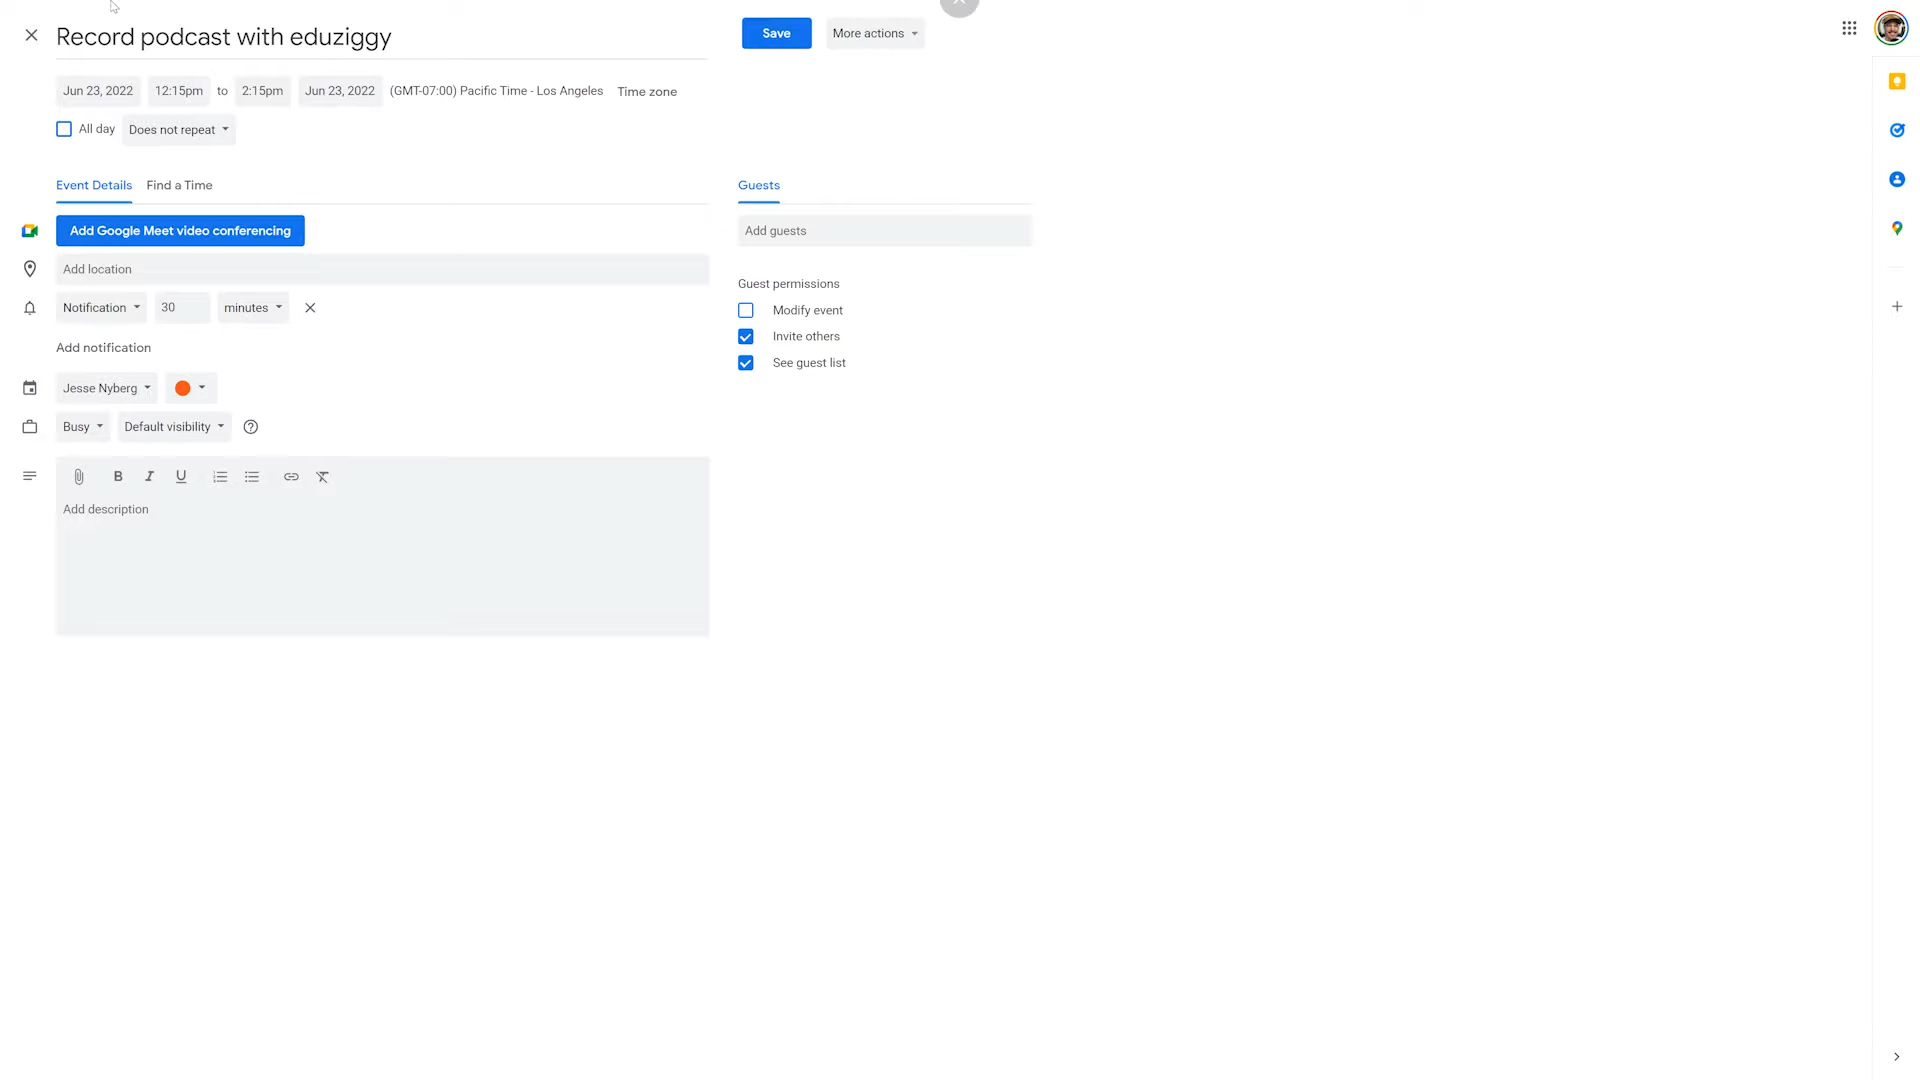 Record podcast with eduziggy
Save
More actions
Jun 23, 2022 12:15pm to 2:15pm Jun 23, 2022 (GMT-07:00) Pacific Time - Los Angeles Time zone
All day Does not repeat
Event Details Find a Time
Guests
Add Google Meet video conferencing
Add guests
Add location
Guest permissions
Notification 30 minutes
Modify event
Invite others
Add notification
See guest list
Jesse Nyberg
Busy Default visibility
B I U
Add description